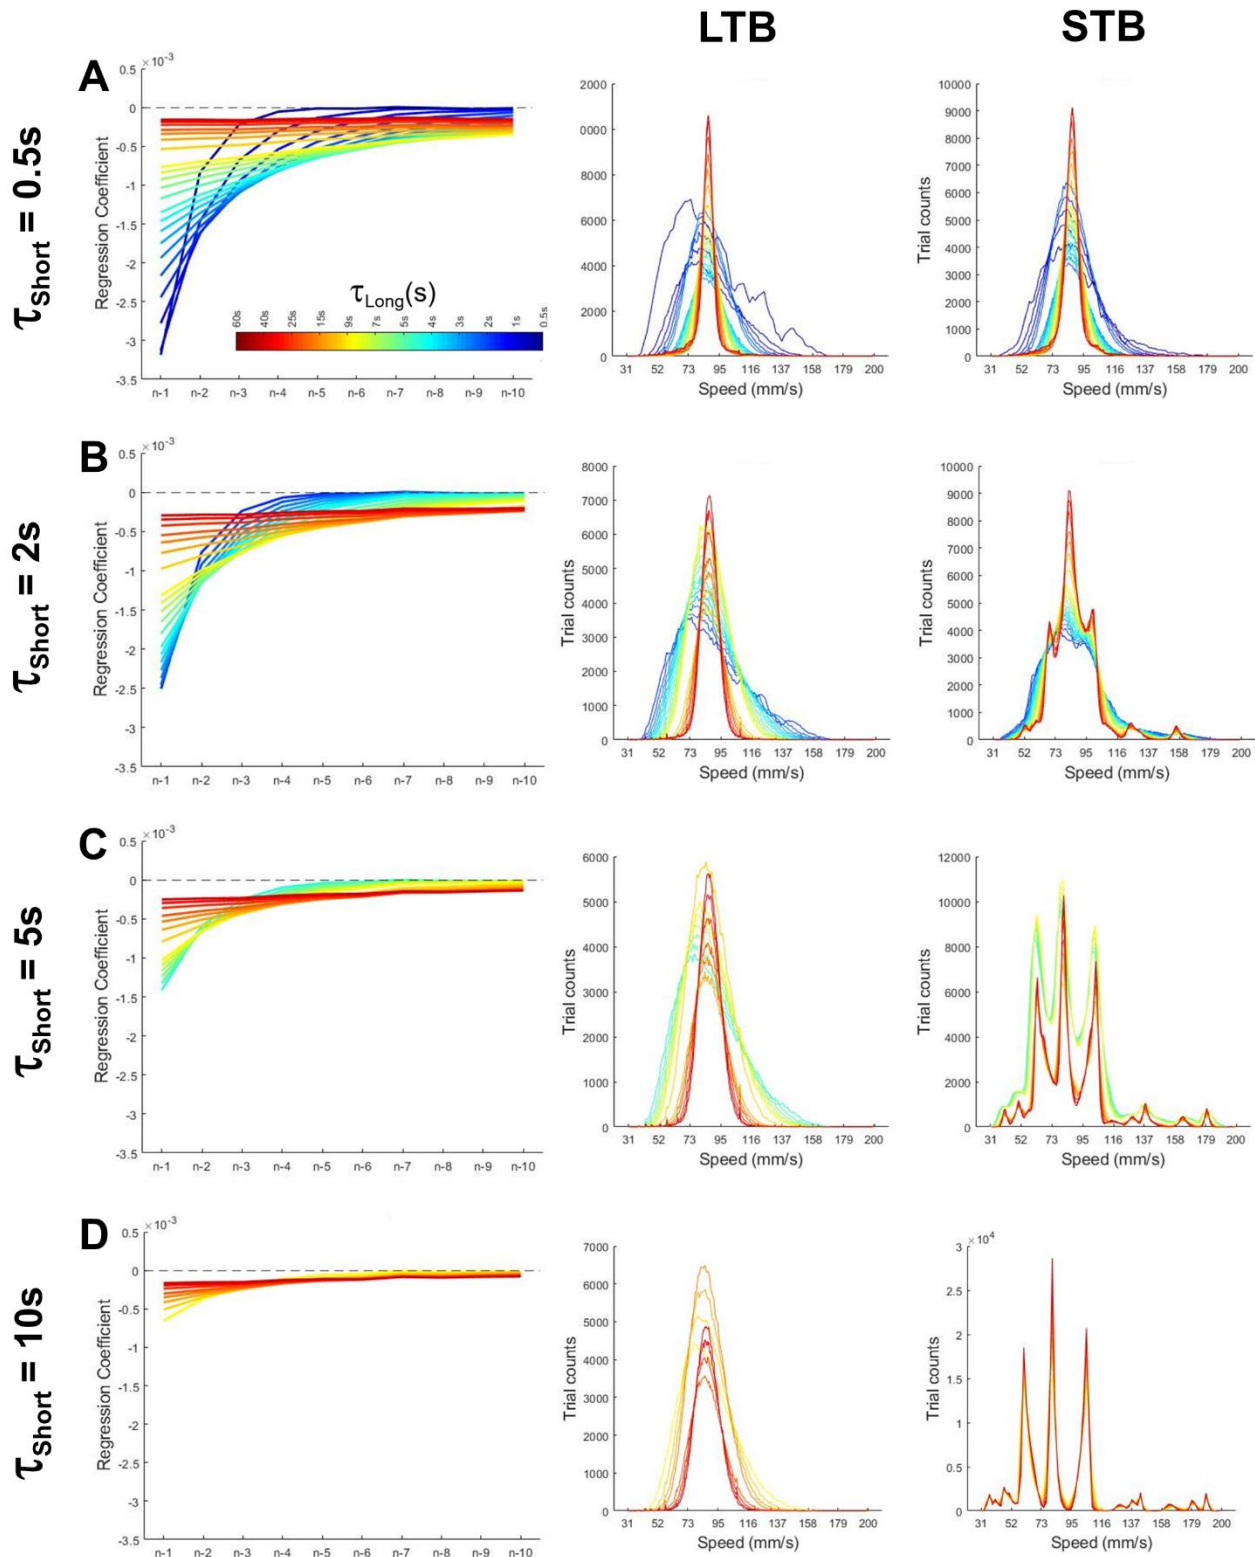 LTB
STB
A
τShort = 0.5s
×10⁻³
0.5
0
-0.5
-1
-1.5
-2
-2.5
-3
-3.5
Regression Coefficient
τLong(s)
60s 40s 25s 15s 9s 7s 5s 4s 3s 2s 1s 0.5s
n-1 n-2 n-3 n-4 n-5 n-6 n-7 n-8 n-9 n-10
2000
0000
8000
6000
4000
2000
0
31 52 73 95 116 137 158 179 200
Speed (mm/s)
Trial counts
10000
9000
8000
7000
6000
5000
4000
3000
2000
1000
0
31 52 73 95 116 137 158 179 200
Speed (mm/s)
B
τShort = 2s
×10⁻³
0.5
0
-0.5
-1
-1.5
-2
-2.5
-3
-3.5
Regression Coefficient
n-1 n-2 n-3 n-4 n-5 n-6 n-7 n-8 n-9 n-10
Trial counts
8000
7000
6000
5000
4000
3000
2000
1000
0
31 52 73 95 116 137 158 179 200
Speed (mm/s)
Trial counts
10000
9000
8000
7000
6000
5000
4000
3000
2000
1000
0
31 52 73 95 116 137 158 179 200
Speed (mm/s)
C
τShort = 5s
×10⁻³
0.5
0
-0.5
-1
-1.5
-2
-2.5
-3
-3.5
Regression Coefficient
n-1 n-2 n-3 n-4 n-5 n-6 n-7 n-8 n-9 n-10
Trial counts
6000
5000
4000
3000
2000
1000
0
31 52 73 95 116 137 158 179 200
Speed (mm/s)
Trial counts
12000
10000
8000
6000
4000
2000
0
31 52 73 95 116 137 158 179 200
Speed (mm/s)
D
τShort = 10s
×10⁻³
0.5
0
-0.5
-1
-1.5
-2
-2.5
-3
-3.5
Regression Coefficient
n-1 n-2 n-3 n-4 n-5 n-6 n-7 n-8 n-9 n-10
Trial counts
7000
6000
5000
4000
3000
2000
1000
0
31 52 73 95 116 137 158 179 200
Speed (mm/s)
Trial counts
×10⁴
3
2.5
2
1.5
1
0.5
0
31 52 73 95 116 137 158 179 200
Speed (mm/s)